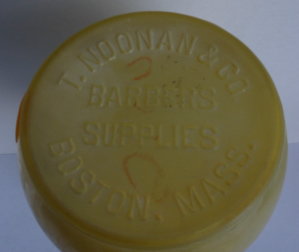 T. NOONAN & CO
BARBERS
SUPPLIES
BOSTON, MASS.